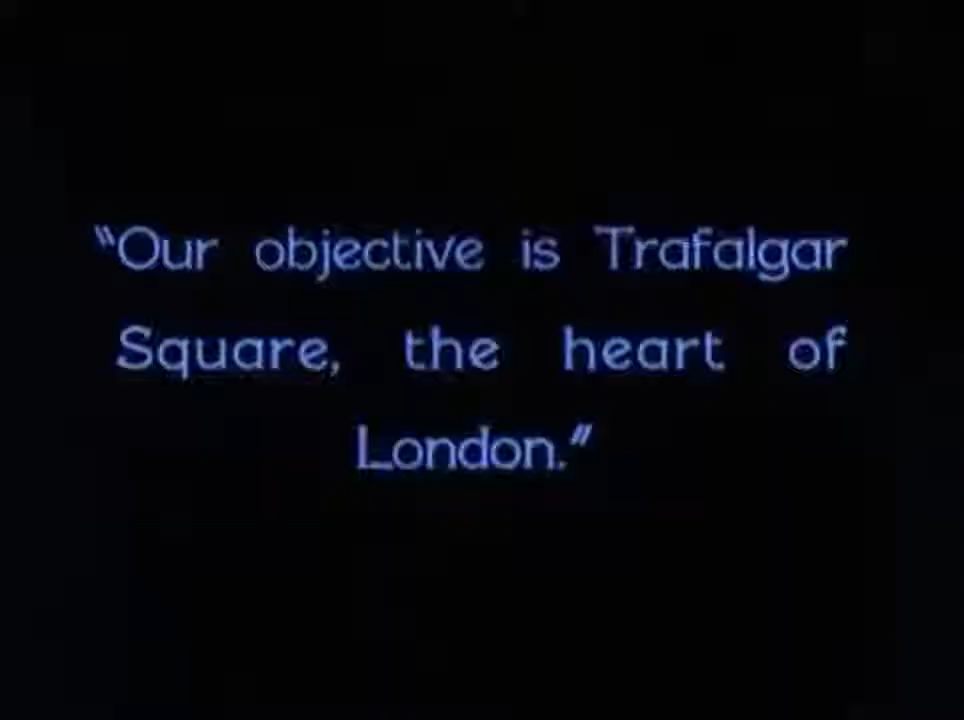 "Our objective is Trafalgar
Square, the heart of
London."